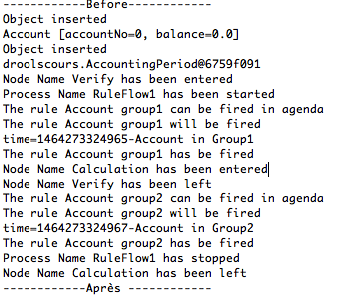 ------------Before------------
Object inserted
Account [accountNo=0, balance=0.0]
Object inserted
droclscours.AccountingPeriod@6759f091
Node Name Verify has been entered
Process Name RuleFlow1 has been started
The rule Account group1 can be fired in agenda
The rule Account group1 will be fired
time=1464273324965-Account in Group1
The rule Account group1 has be fired
Node Name Calculation has been entered
Node Name Verify has been left
The rule Account group2 can be fired in agenda
The rule Account group2 will be fired
time=1464273324967-Account in Group2
The rule Account group2 has be fired
Process Name RuleFlow1 has stopped
Node Name Calculation has been left
------------Après ------------